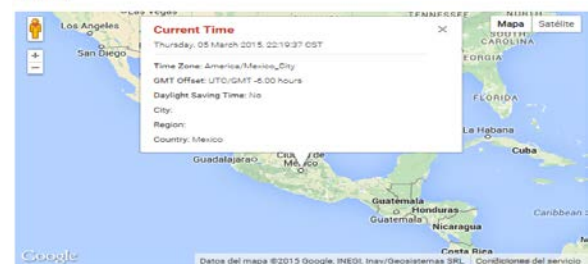 Las Vegas
TENNESSEE
NORTH
Los Angeles
Current Time
×
Mapa
Satélite
SOUTH
CAROLINA
Thursday, 05 March 2015, 22:19:37 CST
San Diego
+
−
Time Zone: America/Mexico_City
GEORGIA
GMT Offset: UTC/GMT -6.00 hours
Daylight Saving Time: No
FLORIDA
City:
Region:
La Habana
Country: Mexico
Cuba
Guadalajara
Ciudad de
México
Guatemala
Honduras
Guatemala
Caribbean
Nicaragua
Costa Rica
Google
Datos del mapa ©2015 Google, INEGI, Inav/Geosistemas SRL
Condiciones del servicio